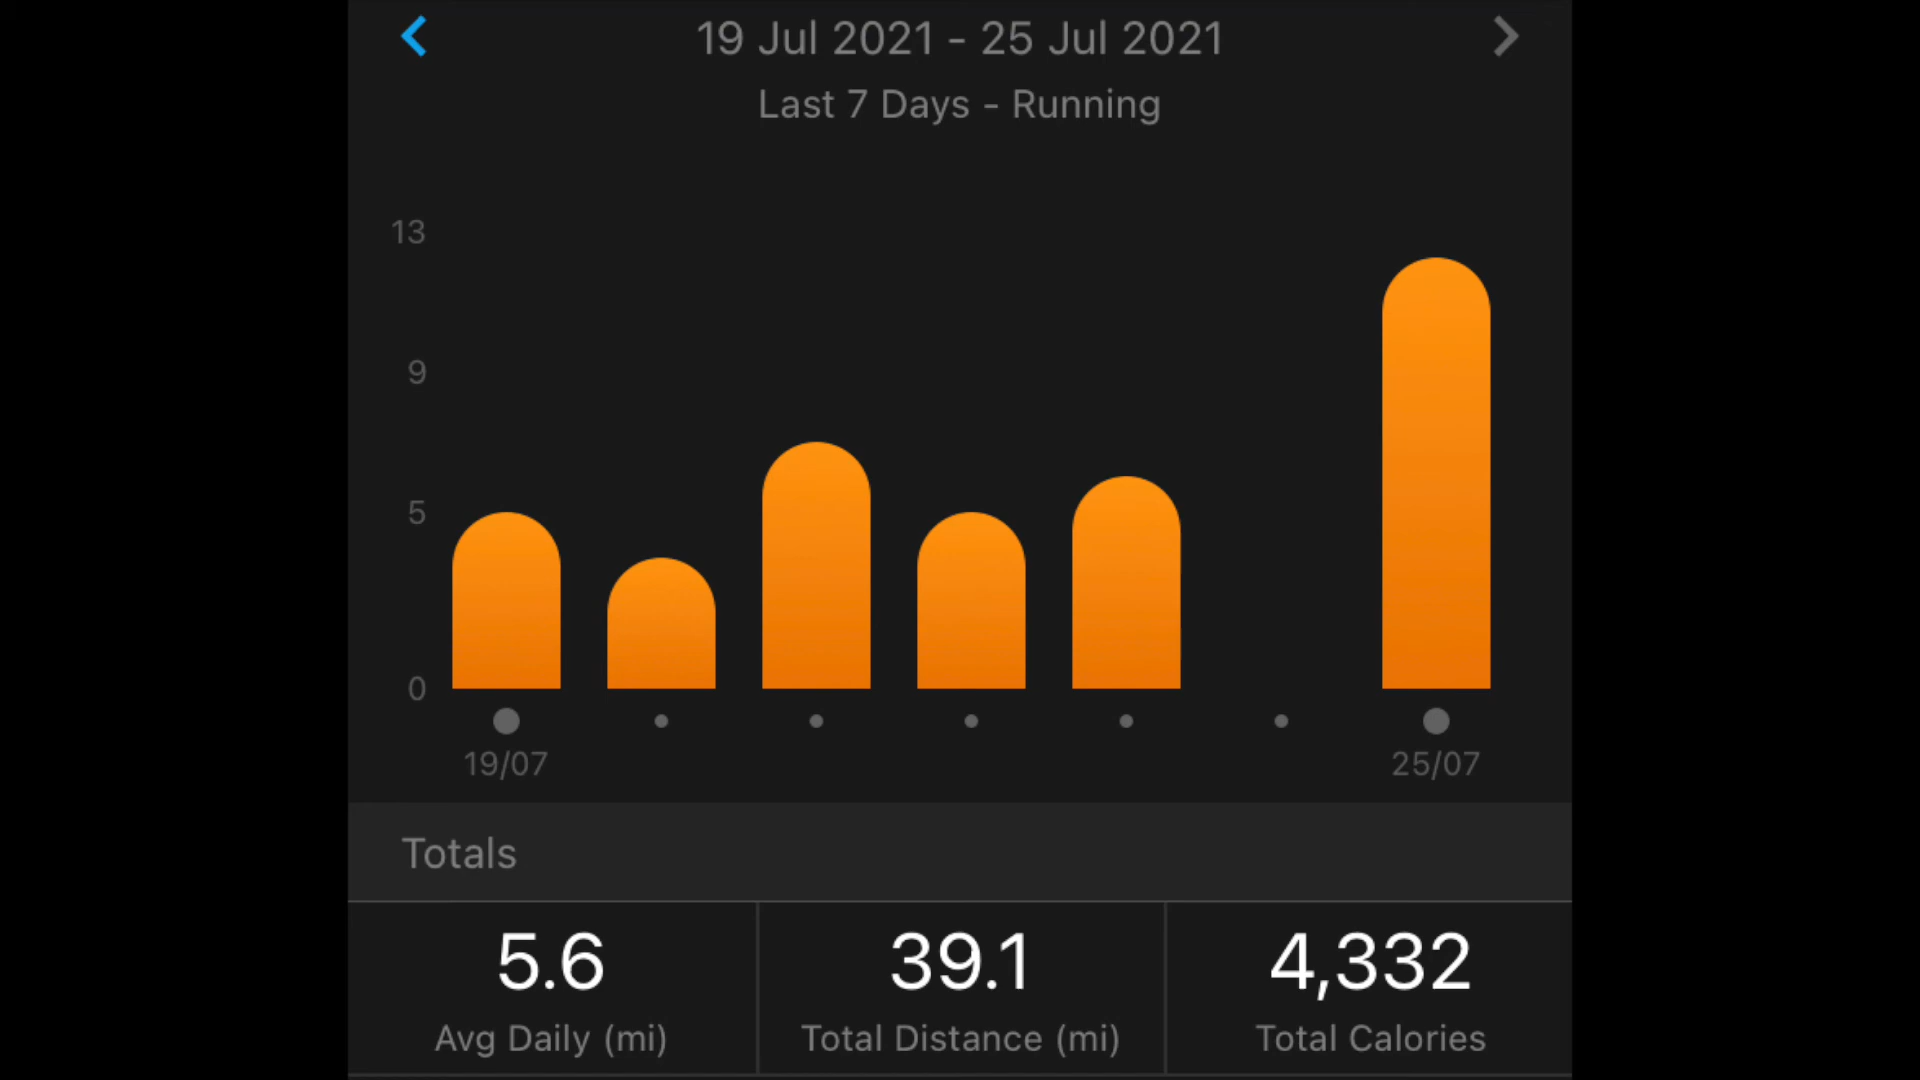 19 Jul 2021 - 25 Jul 2021
Last 7 Days - Running
13
9
5
0
19/07 25/07
Totals
5.6 39.1 4,332
Avg Daily (mi) Total Distance (mi) Total Calories